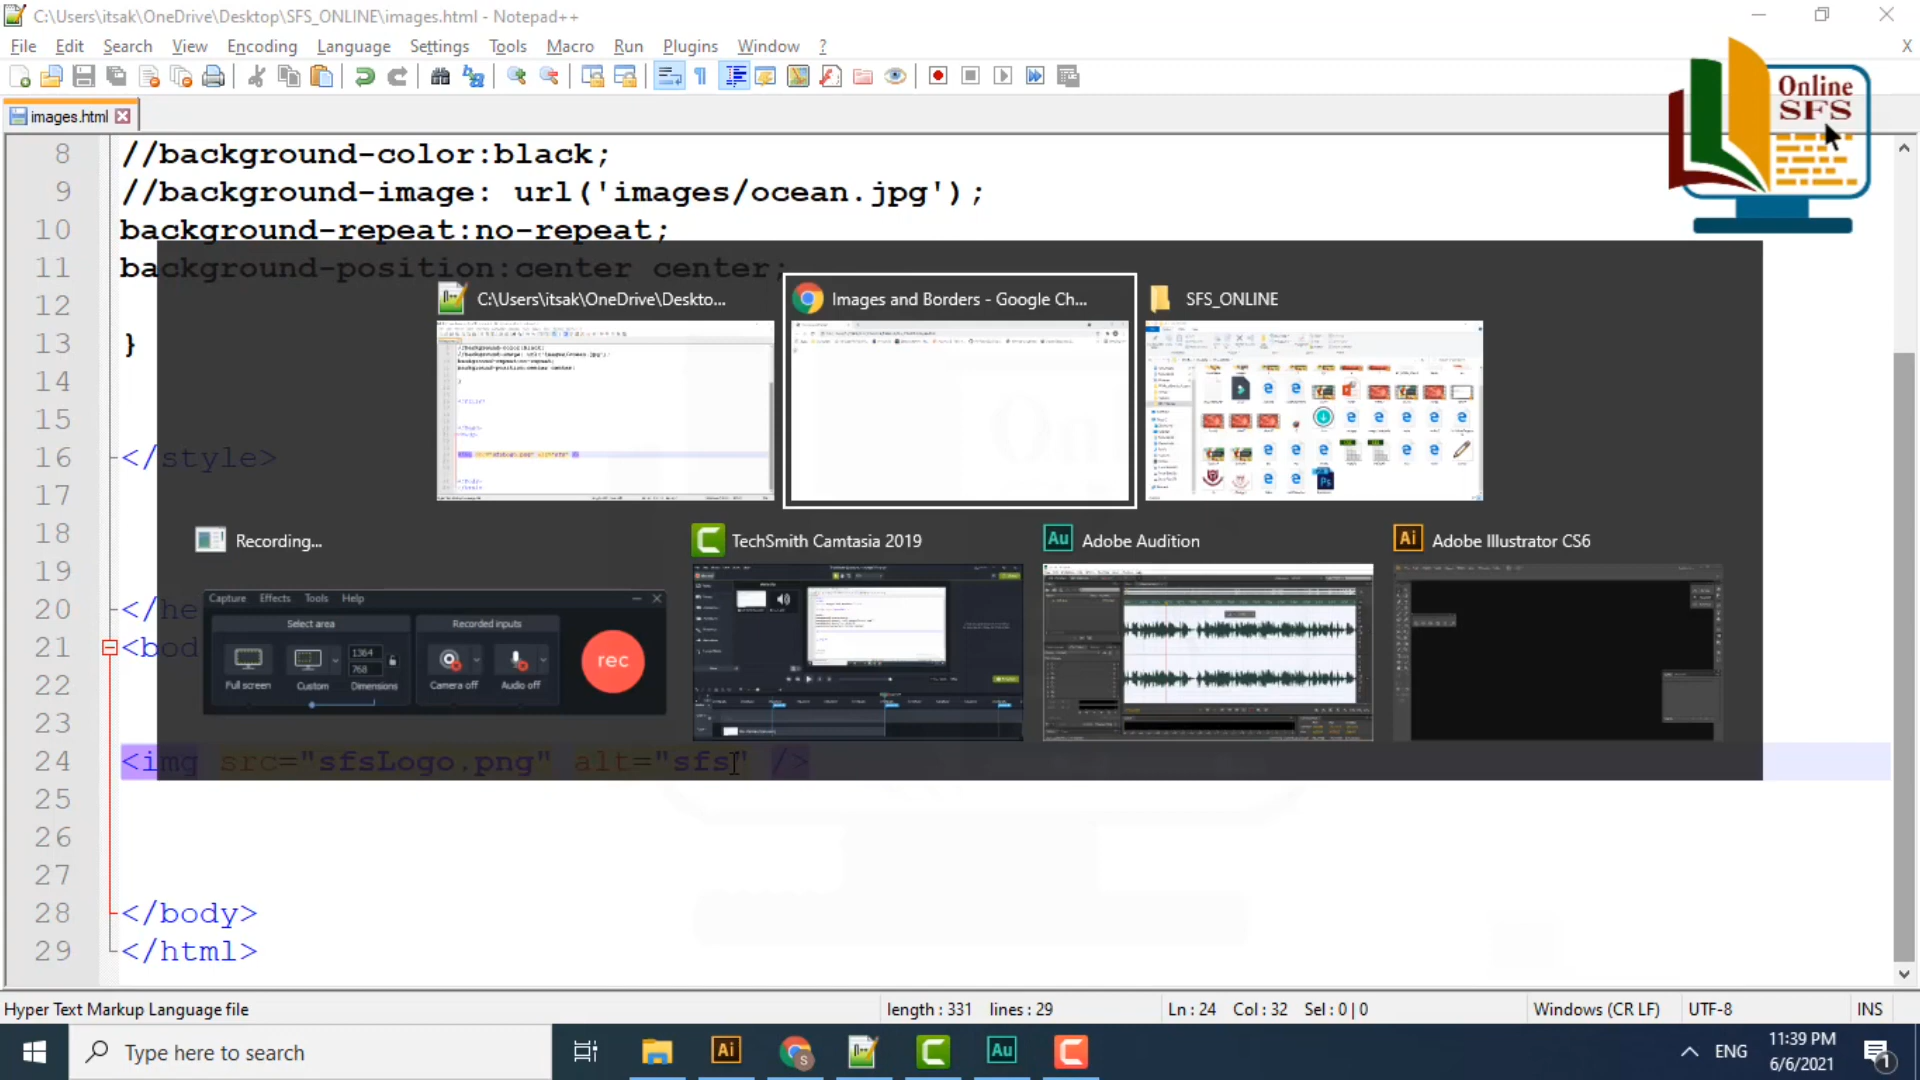 C:\Users\itsak\OneDrive\Desktop\SFS_ONLINE\images.html - Notepad++
File Edit Search View Encoding Language Settings Tools Macro Run Plugins Window ? X
images.html
Online
SFS
8 //background-color:black;
9 //background-image: url('images/ocean.jpg');
10 background-repeat:no-repeat;
11 background-position:center center;
12
13 }
14
15
16 </style>
17
18
19
20 </he
21 <bod
22
23
24 <img src="sfsLogo.png" alt="sfs" />
25
26
27
28 </body>
29 </html>
C:\Users\itsak\OneDrive\Deskto...
Images and Borders - Google Ch...
SFS_ONLINE
Recording...
TechSmith Camtasia 2019
Adobe Audition
Adobe Illustrator CS6
Capture Effects Tools Help
Select area Recorded inputs
1364
768
rec
Full screen Custom Dimensions Camera off Audio off
Hyper Text Markup Language file length : 331 lines : 29 Ln : 24 Col : 32 Sel : 0 | 0 Windows (CR LF) UTF-8 INS
Type here to search
ENG
11:39 PM
6/6/2021
1